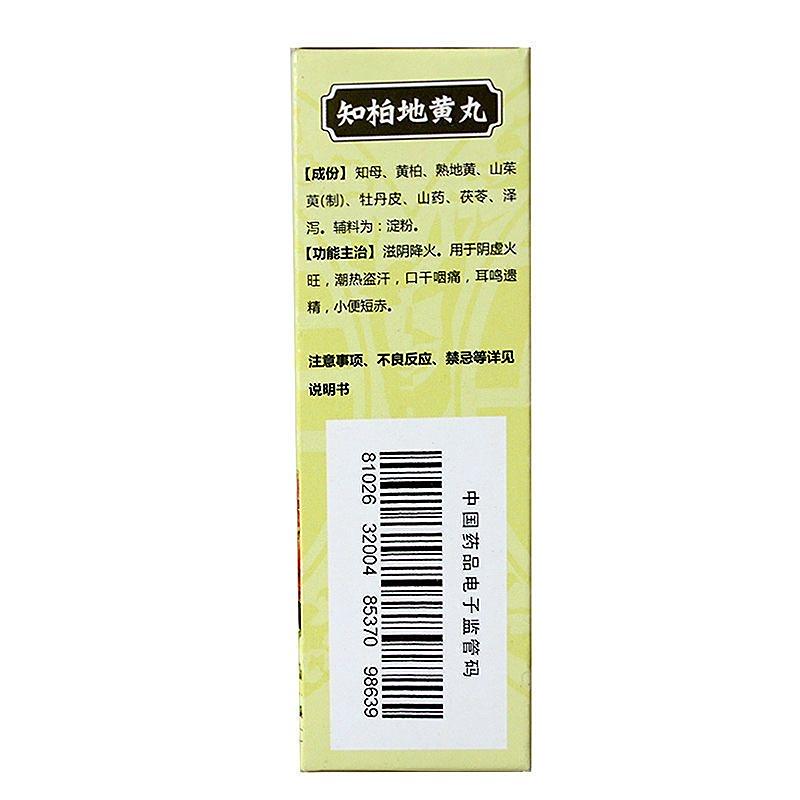 知柏地黄丸
【成份】知母、黄柏、熟地黄、山茱
萸(制)、牡丹皮、山药、茯苓、泽
泻。辅料为：淀粉。
【功能主治】滋阴降火。用于阴虚火
旺，潮热盗汗，口干咽痛，耳鸣遗
精，小便短赤。
注意事项、不良反应、禁忌等详见
说明书
中国药品电子监管码
81026 32004 85370 98639